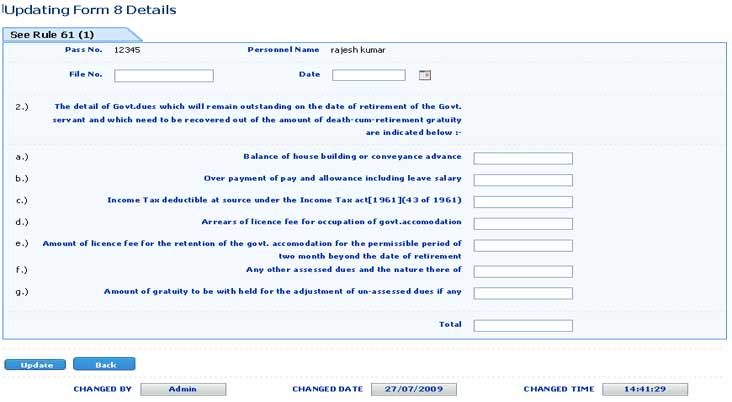 Updating Form 8 Details
See Rule 61 (1)
Pass No. 12345 Personnel Name rajesh kumar
File No. Date
2.) The detail of Govt.dues which will remain outstanding on the date of retirement of the Govt.
servant and which need to be recovered out of the amount of death-cum-retirement gratuity
are indicated below :-
a.) Balance of house building or conveyance advance
b.) Over payment of pay and allowance including leave salary
c.) Income Tax deductible at source under the Income Tax act[1961](43 of 1961)
d.) Arrears of licence fee for occupation of govt.accomodation
e.) Amount of licence fee for the retention of the govt. accomodation for the permissible period of
two month beyond the date of retirement
f.) Any other assessed dues and the nature there of
g.) Amount of gratuity to be with held for the adjustment of un-assessed dues if any
Total
Update Back
CHANGED BY Admin CHANGED DATE 27/07/2009 CHANGED TIME 14:41:29